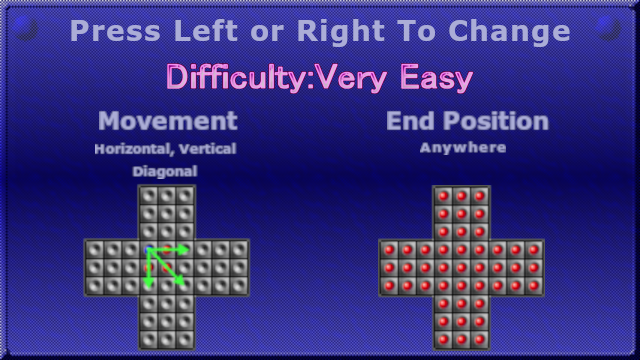 Press Left or Right To Change
Difficulty:Very Easy
Movement
Horizontal, Vertical
Diagonal
End Position
Anywhere